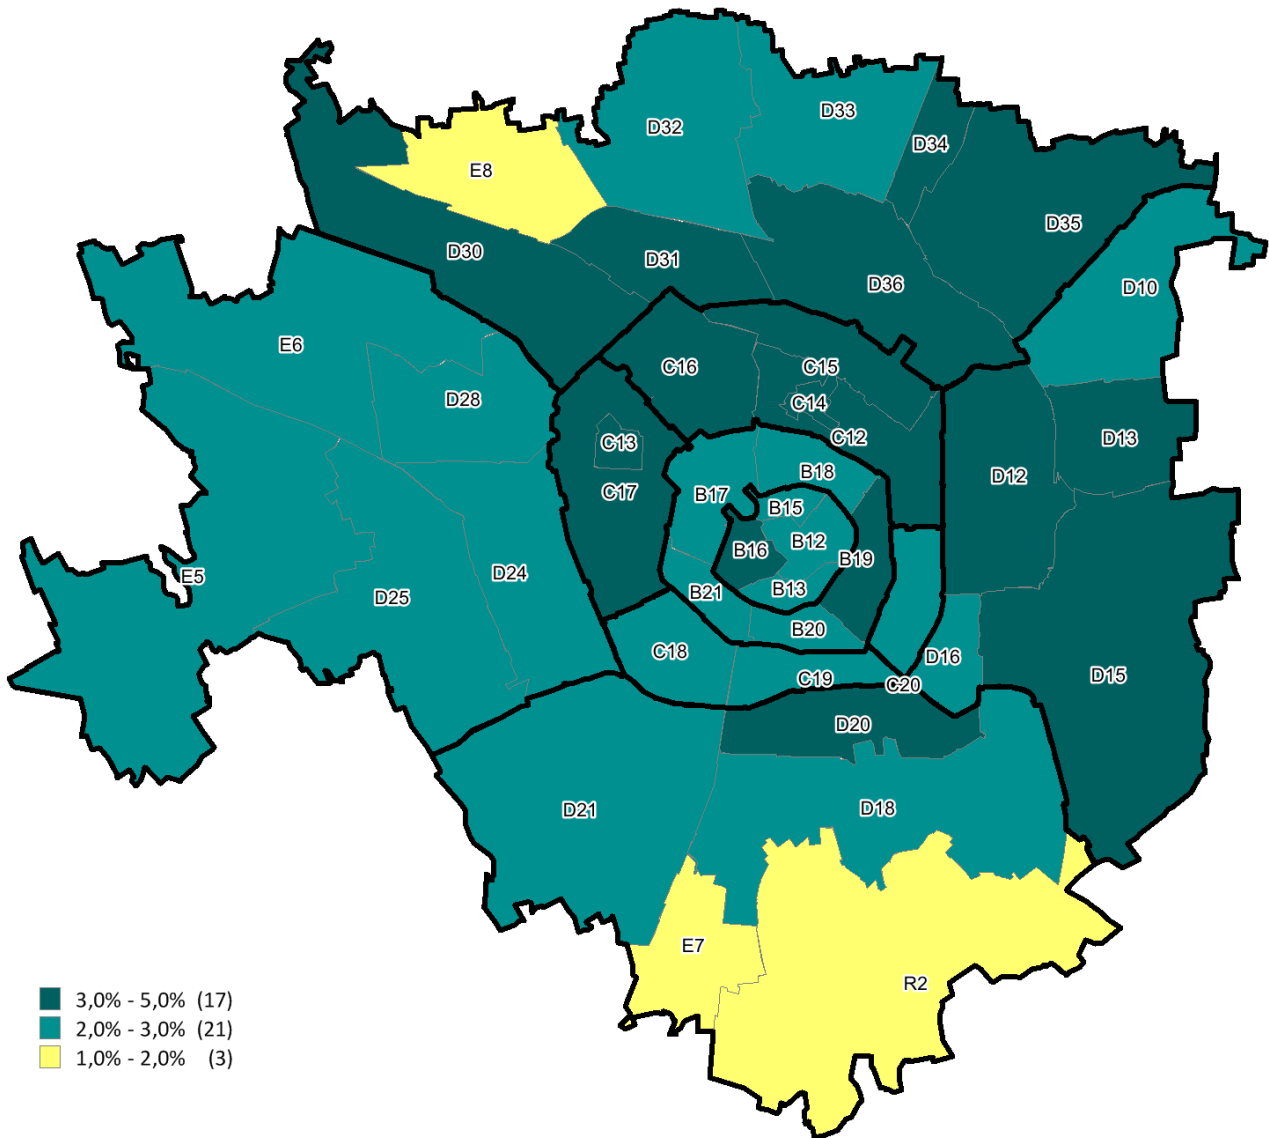 D32
D33
D34
E8
D35
D30
D31
D36
D10
E6
C16
C15
D28
C14
C12
D13
C13
D12
C17
B17
B18
B15
B12
B16
B19
E5
D25
D24
B21
B13
B20
C18
D16
C19
C20
D15
D20
D21
D18
E7
R2
3,0% - 5,0% (17)
2,0% - 3,0% (21)
1,0% - 2,0% (3)